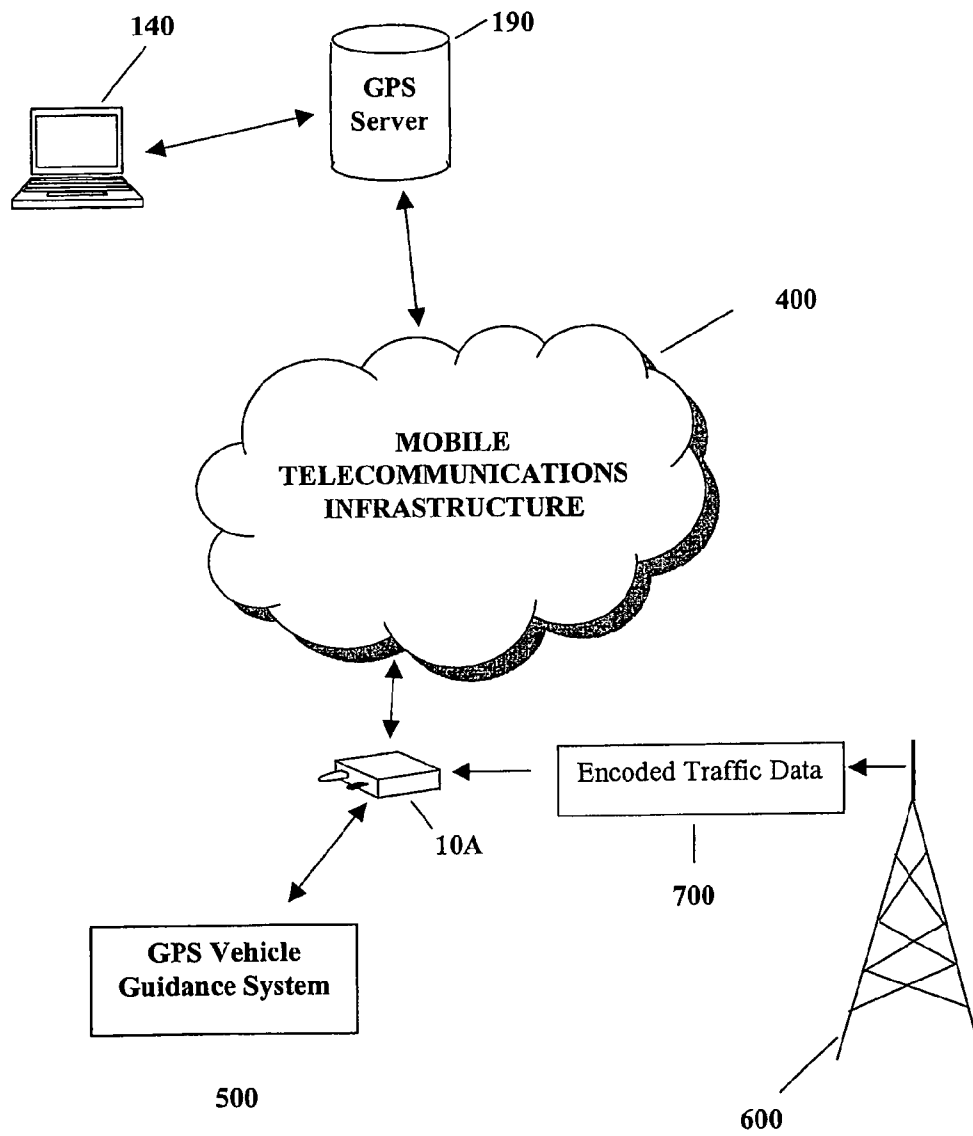 140
190
GPS
Server
400
MOBILE
TELECOMMUNICATIONS
INFRASTRUCTURE
Encoded Traffic Data
10A
700
GPS Vehicle
Guidance System
500
600